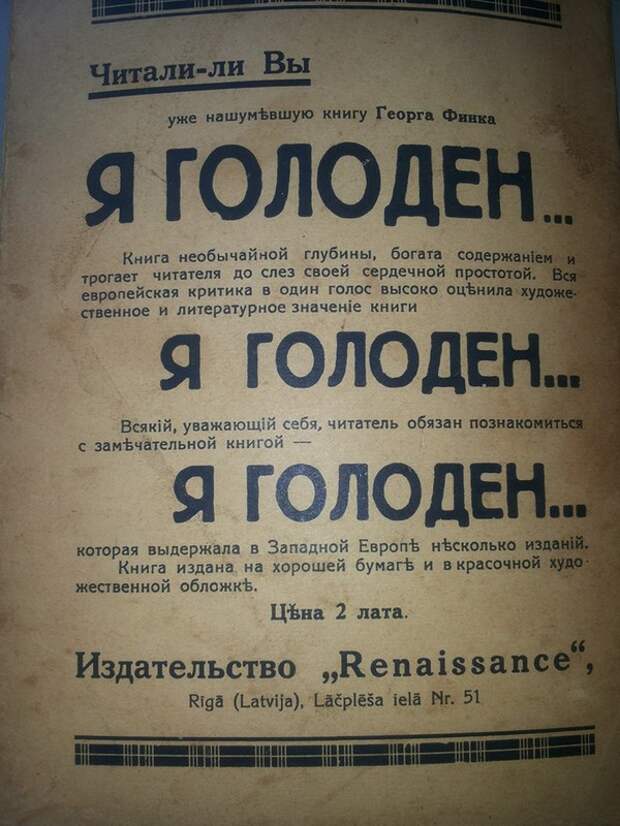 Читали-ли Вы
уже нашумѣвшую книгу Георга Финка
Я ГОЛОДЕН...
Книга необычайной глубины, богата содержанiем и
трогает читателя до слез своей сердечной простотой. Вся
европейская критика в один голос высоко оцѣнила художе-
ственное и литературное значенiе книги
Я ГОЛОДЕН...
Всякiй, уважающiй себя, читатель обязан познакомиться
с замѣчательной книгой —
Я ГОЛОДЕН...
которая выдержала в Западной Европѣ нѣсколько изданiй.
Книга издана на хорошей бумагѣ и в красочной худо-
жественной обложкѣ.
Цѣна 2 лата.
Издательство „Renaissance“,
Rīgā (Latvija), Lāčplēša ielā Nr. 51